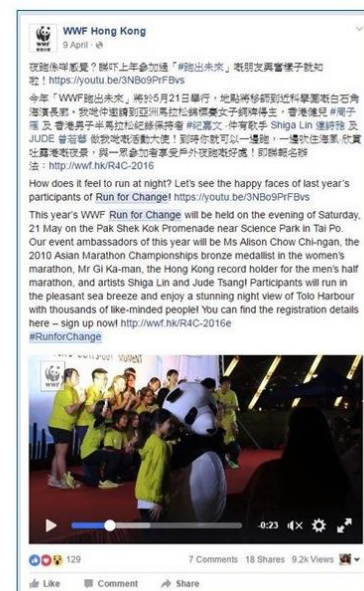 WWF Hong Kong
9 April
夜跑係咩感覺?睇吓上年參加過「#跑出未來」嘅朋友興奮樣子就知
啦!https://youtu.be/3NBo9PrFBvs
今年「WWF跑出未來」將於5月21日舉行,地點將移師到近科學園嘅白石角
海濱長廊。我哋仲邀請到亞洲馬拉松錦標賽女子銅牌得主,香港健兒 #周子
雁 及 香港男子半馬拉松紀錄保持者 #紀嘉文 ,仲有歌手 Shiga Lin 連詩雅 及
JUDE 曾若華 做我哋嘅活動大使!到時你就可以一邊跑,一邊吹住海風,欣賞
吐露港嘅夜景,與一眾參加者享受戶外夜跑嘅好處!即睇報名辦
法:http://wwf.hk/R4C-2016
How does it feel to run at night? Let's see the happy faces of last year's
participants of Run for Change! https://youtu.be/3NBo9PrFBvs
This year's WWF Run for Change will be held on the evening of Saturday,
21 May on the Pak Shek Kok Promenade near Science Park in Tai Po.
Our event ambassadors of this year will be Ms Alison Chow Chi-ngan, the
2010 Asian Marathon Championships bronze medallist in the women's
marathon, Mr Gi Ka-man, the Hong Kong record holder for the men's half
marathon, and artists Shiga Lin and Jude Tsang! Participants will run in
the pleasant sea breeze and enjoy a stunning night view of Tolo Harbour
with thousands of like-minded people! You can find the registration details
here – sign up now! http://wwf.hk/R4C-2016e
#RunforChange
WWF
-0:23
129
7 Comments 18 Shares 9.2k Views
Like Comment Share